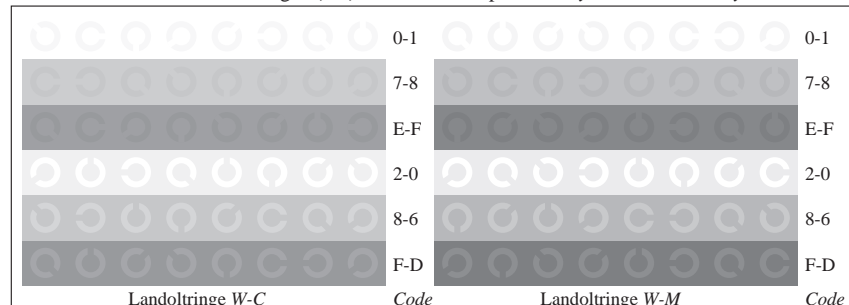 0-1 0-1
7-8 7-8
E-F E-F
2-0 2-0
8-6 8-6
F-D F-D
Landoltringe W-C Code Landoltringe W-M Code